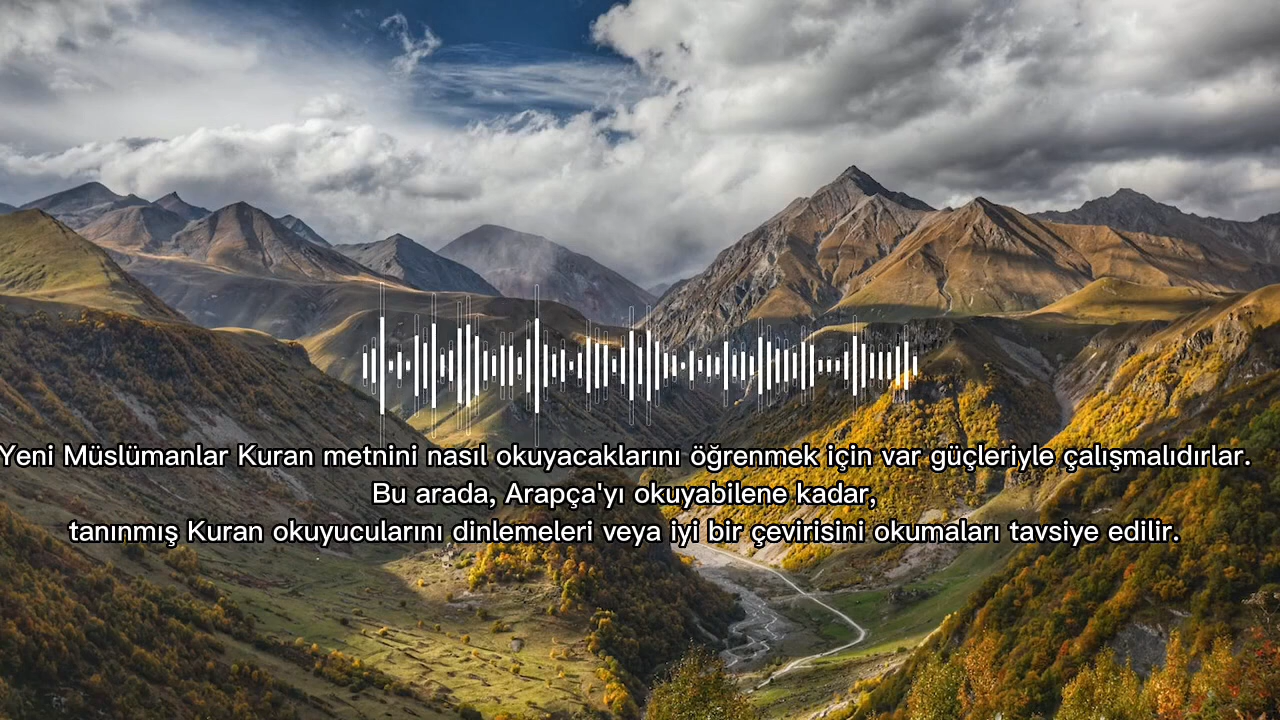 Yeni Müslümanlar Kuran metnini nasıl okuyacaklarını öğrenmek için var güçleriyle çalışmalıdırlar.
Bu arada, Arapça'yı okuyabilene kadar,
tanınmış Kuran okuyucularını dinlemeleri veya iyi bir çevirisini okumaları tavsiye edilir.